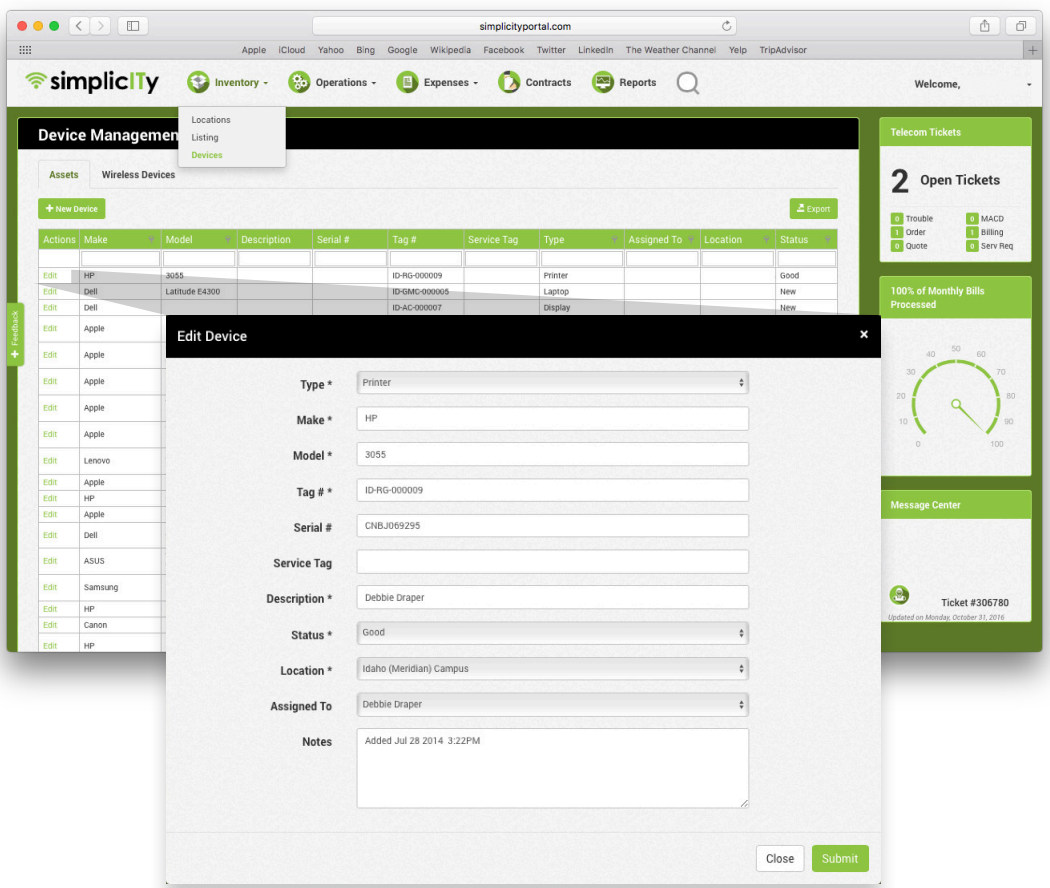 simplicityportal.com
Apple iCloud Yahoo Bing Google Wikipedia Facebook Twitter LinkedIn The Weather Channel Yelp TripAdvisor
simplicITy Inventory Operations Expenses Contracts Reports Welcome,
Locations
Listing
Devices
Device Managemen
Assets Wireless Devices
+ New Device Export
Actions Make Model Description Serial # Tag # Service Tag Type Assigned To Location Status
Edit HP 3055 ID-RG-000009 Printer Good
Edit Dell Latitude E4300 ID-GMC-000005 Laptop New
Edit Dell ID-AC-000007 Display New
Edit Apple
Edit Apple
Edit Apple
Edit Apple
Edit Apple
Edit Lenovo
Edit Apple
Edit HP
Edit Apple
Edit Dell
Edit ASUS
Edit Samsung
Edit HP
Edit Canon
Edit HP
+ Feedback
Edit Device ×
Type * Printer
Make * HP
Model * 3055
Tag # * ID-RG-000009
Serial # CNBJ069295
Service Tag
Description * Debbie Draper
Status * Good
Location * Idaho (Meridian) Campus
Assigned To Debbie Draper
Notes Added Jul 28 2014 3:22PM
Close Submit
Telecom Tickets
2 Open Tickets
0 Trouble 0 MACD
1 Order 1 Billing
0 Quote 0 Serv Req
100% of Monthly Bills
Processed
0 10 20 30 40 50 60 70 80 90 100
Message Center
Ticket #306780
Updated on Monday, October 31, 2016